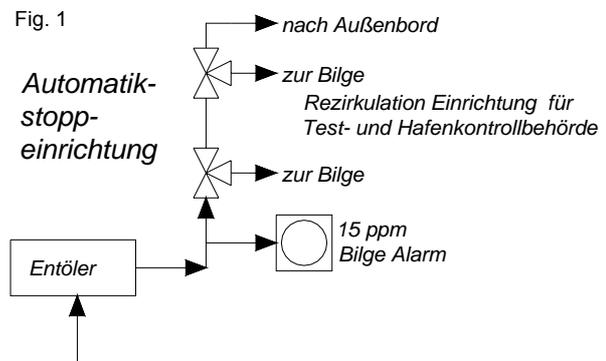 Fig. 1
nach Außenbord
Automatik-
stopp-
einrichtung
zur Bilge
Rezirkulation Einrichtung für
Test- und Hafenkontrollbehörde
zur Bilge
15 ppm
Bilge Alarm
Entöler